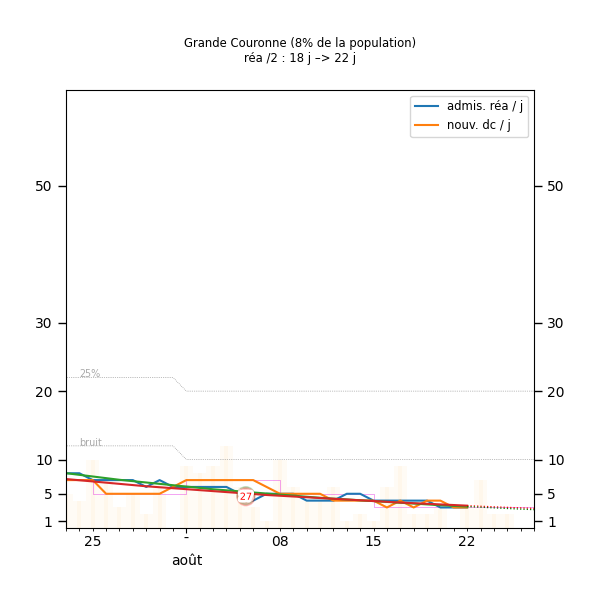 Grande Couronne (8% de la population)
réa /2 : 18 j –> 22 j
admis. réa / j
nouv. dc / j
50 50
30 30
20 20
10 10
5 5
1 1
25%
bruit
27
25 - 08 15 22
août